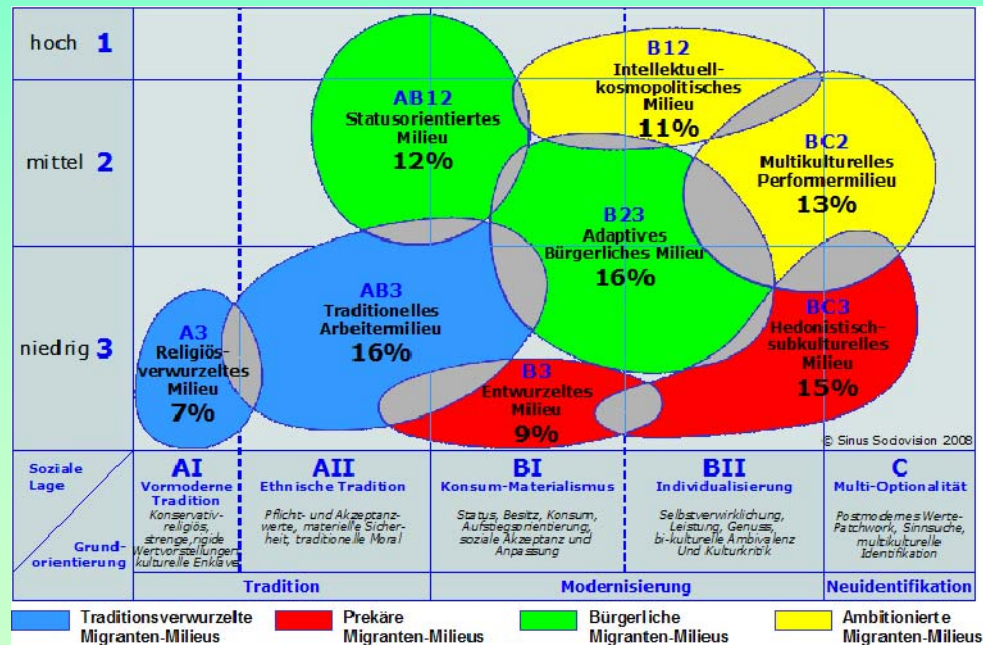 hoch 1
mittel 2
niedrig 3
B12
Intellektuell-
kosmopolitisches
Milieu
11%
AB12
Statusorientiertes
Milieu
12%
BC2
Multikulturelles
Performermilieu
13%
B23
Adaptives
Bürgerliches Milieu
16%
AB3
Traditionelles
Arbeitermilieu
16%
A3
Religiös-
verwurzeltes
Milieu
7%
BC3
Hedonistisch-
subkulturelles
Milieu
15%
B3
Entwurzeltes
Milieu
9%
© Sinus Sociovision 2008
Soziale
Lage
Grund-
orientierung
AI
Vormoderne
Tradition
Konservativ-
religiös,
strenge,rigide
Wertvorstellungen
kulturelle Enklave
AII
Ethnische Tradition
Pflicht- und Akzeptanz-
werte, materielle Sicher-
heit, traditionelle Moral
BI
Konsum-Materialismus
Status, Besitz, Konsum,
Aufstiegsorientierung,
soziale Akzeptanz und
Anpassung
BII
Individualisierung
Selbstverwirklichung,
Leistung, Genuss,
bi-kulturelle Ambivalenz
Und Kulturkritik
C
Multi-Optionalität
Postmodernes Werte-
Patchwork, Sinnsuche,
multikulturelle
Identifikation
Tradition
Modernisierung
Neuidentifikation
Traditionsverwurzelte
Migranten-Milieus
Prekäre
Migranten-Milieus
Bürgerliche
Migranten-Milieus
Ambitionierte
Migranten-Milieus